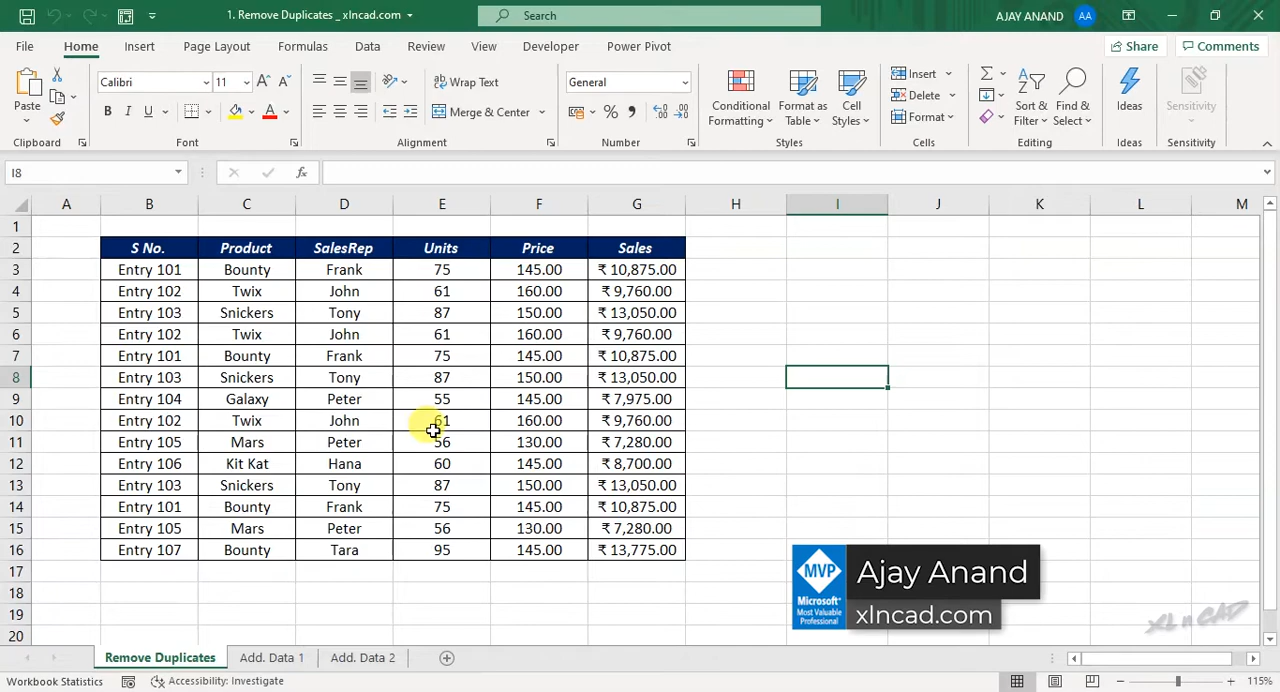 1. Remove Duplicates _ xlncad.com
Search
AJAY ANAND
AA
File Home Insert Page Layout Formulas Data Review View Developer Power Pivot
Share Comments
Paste
Calibri 11
Wrap Text
Merge & Center
General
Conditional Formatting
Format as Table
Cell Styles
Insert
Delete
Format
Sort & Filter
Find & Select
Ideas
Sensitivity
Clipboard Font Alignment Number Styles Cells Editing Ideas Sensitivity
I8
fx
A B C D E F G H I J K L M
1
2 S No. Product SalesRep Units Price Sales
3 Entry 101 Bounty Frank 75 145.00 ₹ 10,875.00
4 Entry 102 Twix John 61 160.00 ₹ 9,760.00
5 Entry 103 Snickers Tony 87 150.00 ₹ 13,050.00
6 Entry 102 Twix John 61 160.00 ₹ 9,760.00
7 Entry 101 Bounty Frank 75 145.00 ₹ 10,875.00
8 Entry 103 Snickers Tony 87 150.00 ₹ 13,050.00
9 Entry 104 Galaxy Peter 55 145.00 ₹ 7,975.00
10 Entry 102 Twix John 61 160.00 ₹ 9,760.00
11 Entry 105 Mars Peter 56 130.00 ₹ 7,280.00
12 Entry 106 Kit Kat Hana 60 145.00 ₹ 8,700.00
13 Entry 103 Snickers Tony 87 150.00 ₹ 13,050.00
14 Entry 101 Bounty Frank 75 145.00 ₹ 10,875.00
15 Entry 105 Mars Peter 56 130.00 ₹ 7,280.00
16 Entry 107 Bounty Tara 95 145.00 ₹ 13,775.00
17
18
19
20
MVP
Microsoft
Most Valuable
Professional
Ajay Anand
xlncad.com
XL n CAD
Remove Duplicates Add. Data 1 Add. Data 2
Workbook Statistics
Accessibility: Investigate
115%